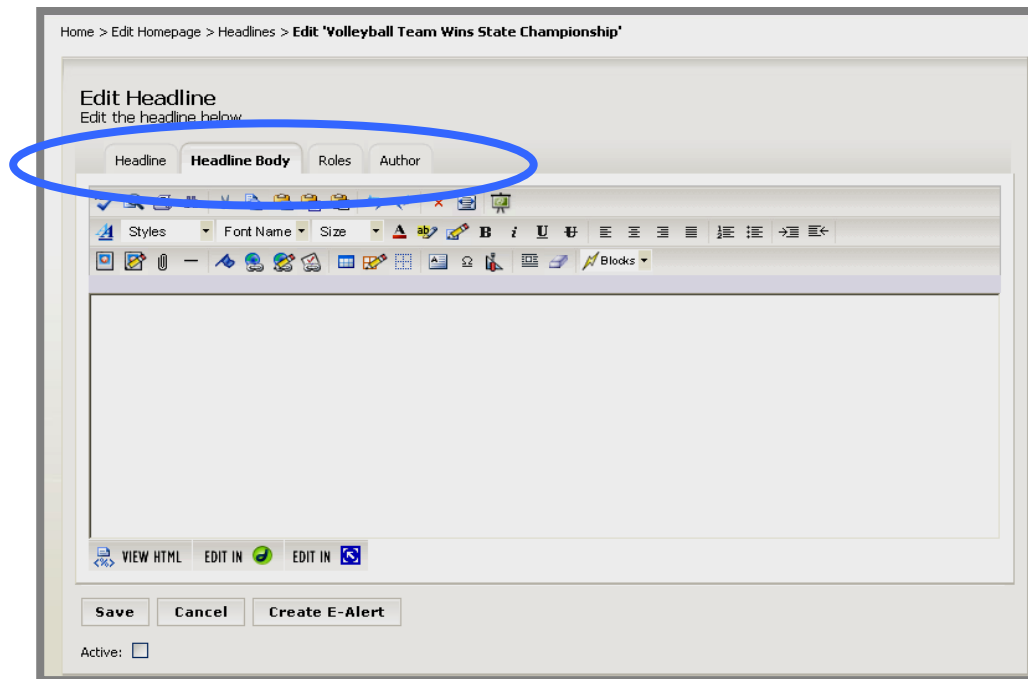 Home > Edit Homepage > Headlines > Edit 'Volleyball Team Wins State Championship'
Edit Headline
Edit the headline below
Headline Headline Body Roles Author
Styles Font Name Size A ab B i U U
A Ω Blocks
<%> VIEW HTML EDIT IN EDIT IN
Save Cancel Create E-Alert
Active: